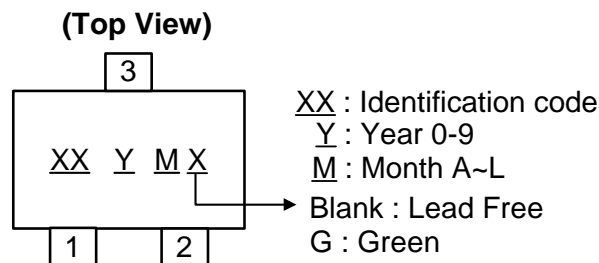 (Top View)
3
XX Y M X
1 2
XX : Identification code
Y : Year 0-9
M : Month A~L
Blank : Lead Free
G : Green